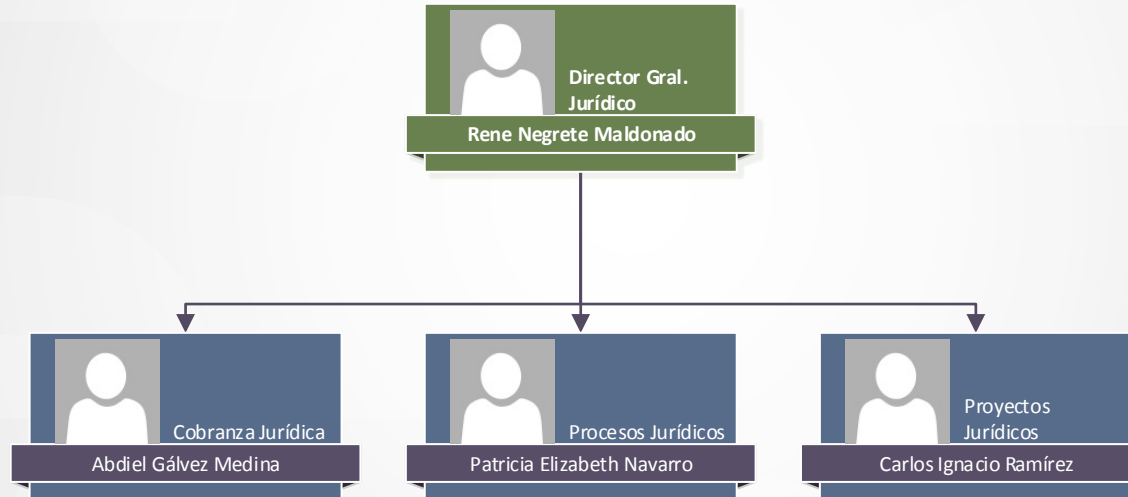 Director Gral.
Jurídico
Rene Negrete Maldonado
Cobranza Jurídica
Abdiel Gálvez Medina
Procesos Jurídicos
Patricia Elizabeth Navarro
Proyectos
Jurídicos
Carlos Ignacio Ramírez